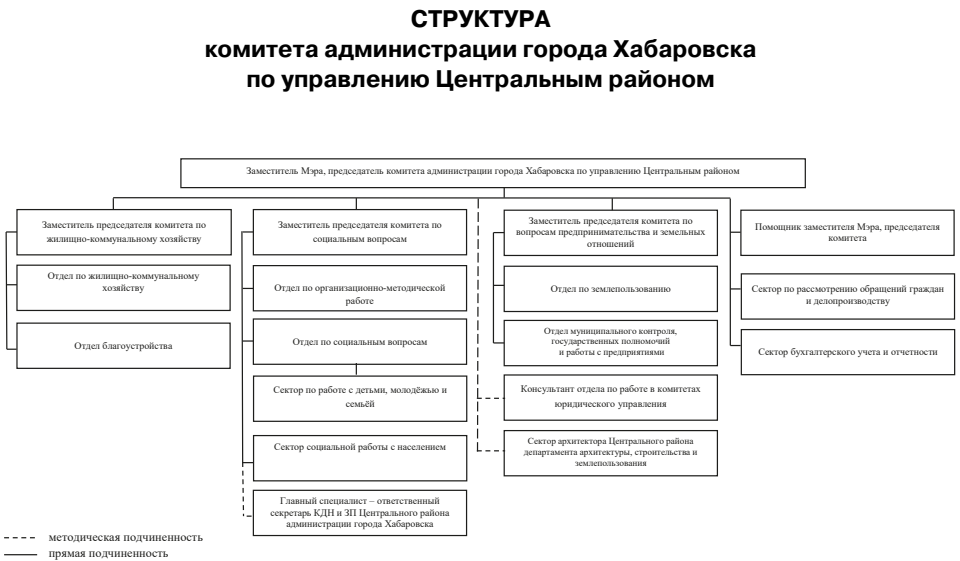 СТРУКТУРА
комитета администрации города Хабаровска
по управлению Центральным районом
Заместитель Мэра, председатель комитета администрации города Хабаровска по управлению Центральным районом
Заместитель председателя комитета по
жилищно-коммунальному хозяйству
Отдел по жилищно-коммунальному
хозяйству
Отдел благоустройства
Заместитель председателя комитета по
социальным вопросам
Отдел по организационно-методической
работе
Отдел по социальным вопросам
Сектор по работе с детьми, молодёжью и
семьёй
Сектор социальной работы с населением
Главный специалист – ответственный
секретарь КДН и ЗП Центрального района
администрации города Хабаровска
Заместитель председателя комитета по
вопросам предпринимательства и земельных
отношений
Отдел по землепользованию
Отдел муниципального контроля,
государственных полномочий
и работы с предприятиями
Консультант отдела по работе в комитетах
юридического управления
Сектор архитектора Центрального района
департамента архитектуры, строительства и
землепользования
Помощник заместителя Мэра, председателя
комитета
Сектор по рассмотрению обращений граждан
и делопроизводству
Сектор бухгалтерского учета и отчетности
методическая подчиненность
прямая подчиненность